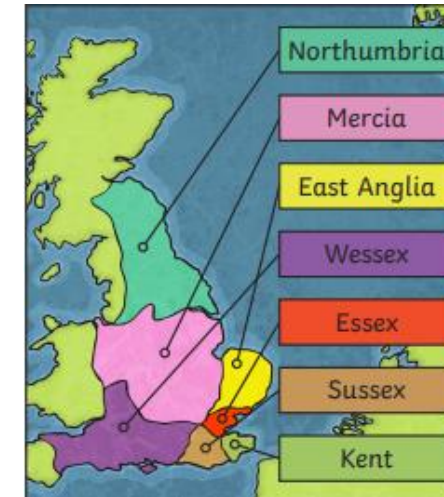 Northumbria
Mercia
East Anglia
Wessex
Essex
Sussex
Kent